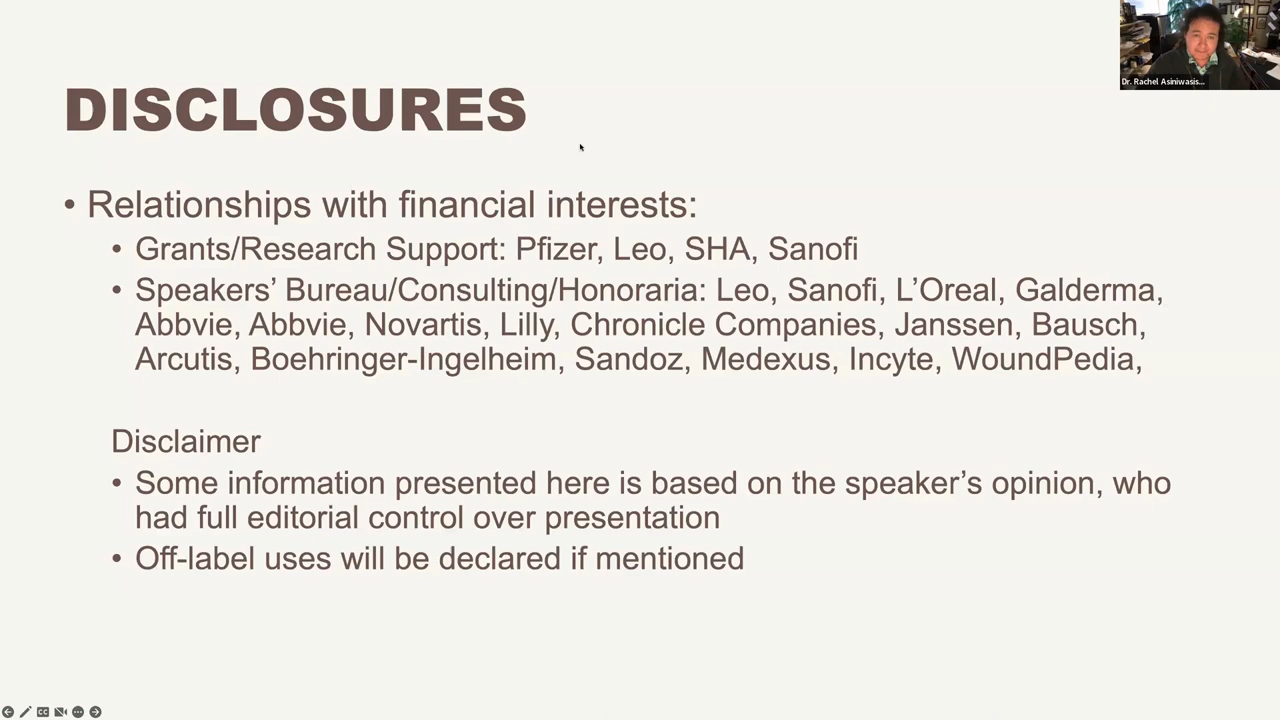 Dr. Rachel Asiniwasis...
DISCLOSURES
• Relationships with financial interests:
• Grants/Research Support: Pfizer, Leo, SHA, Sanofi
• Speakers’ Bureau/Consulting/Honoraria: Leo, Sanofi, L’Oreal, Galderma,
Abbvie, Abbvie, Novartis, Lilly, Chronicle Companies, Janssen, Bausch,
Arcutis, Boehringer-Ingelheim, Sandoz, Medexus, Incyte, WoundPedia,
Disclaimer
• Some information presented here is based on the speaker’s opinion, who
had full editorial control over presentation
• Off-label uses will be declared if mentioned
CC